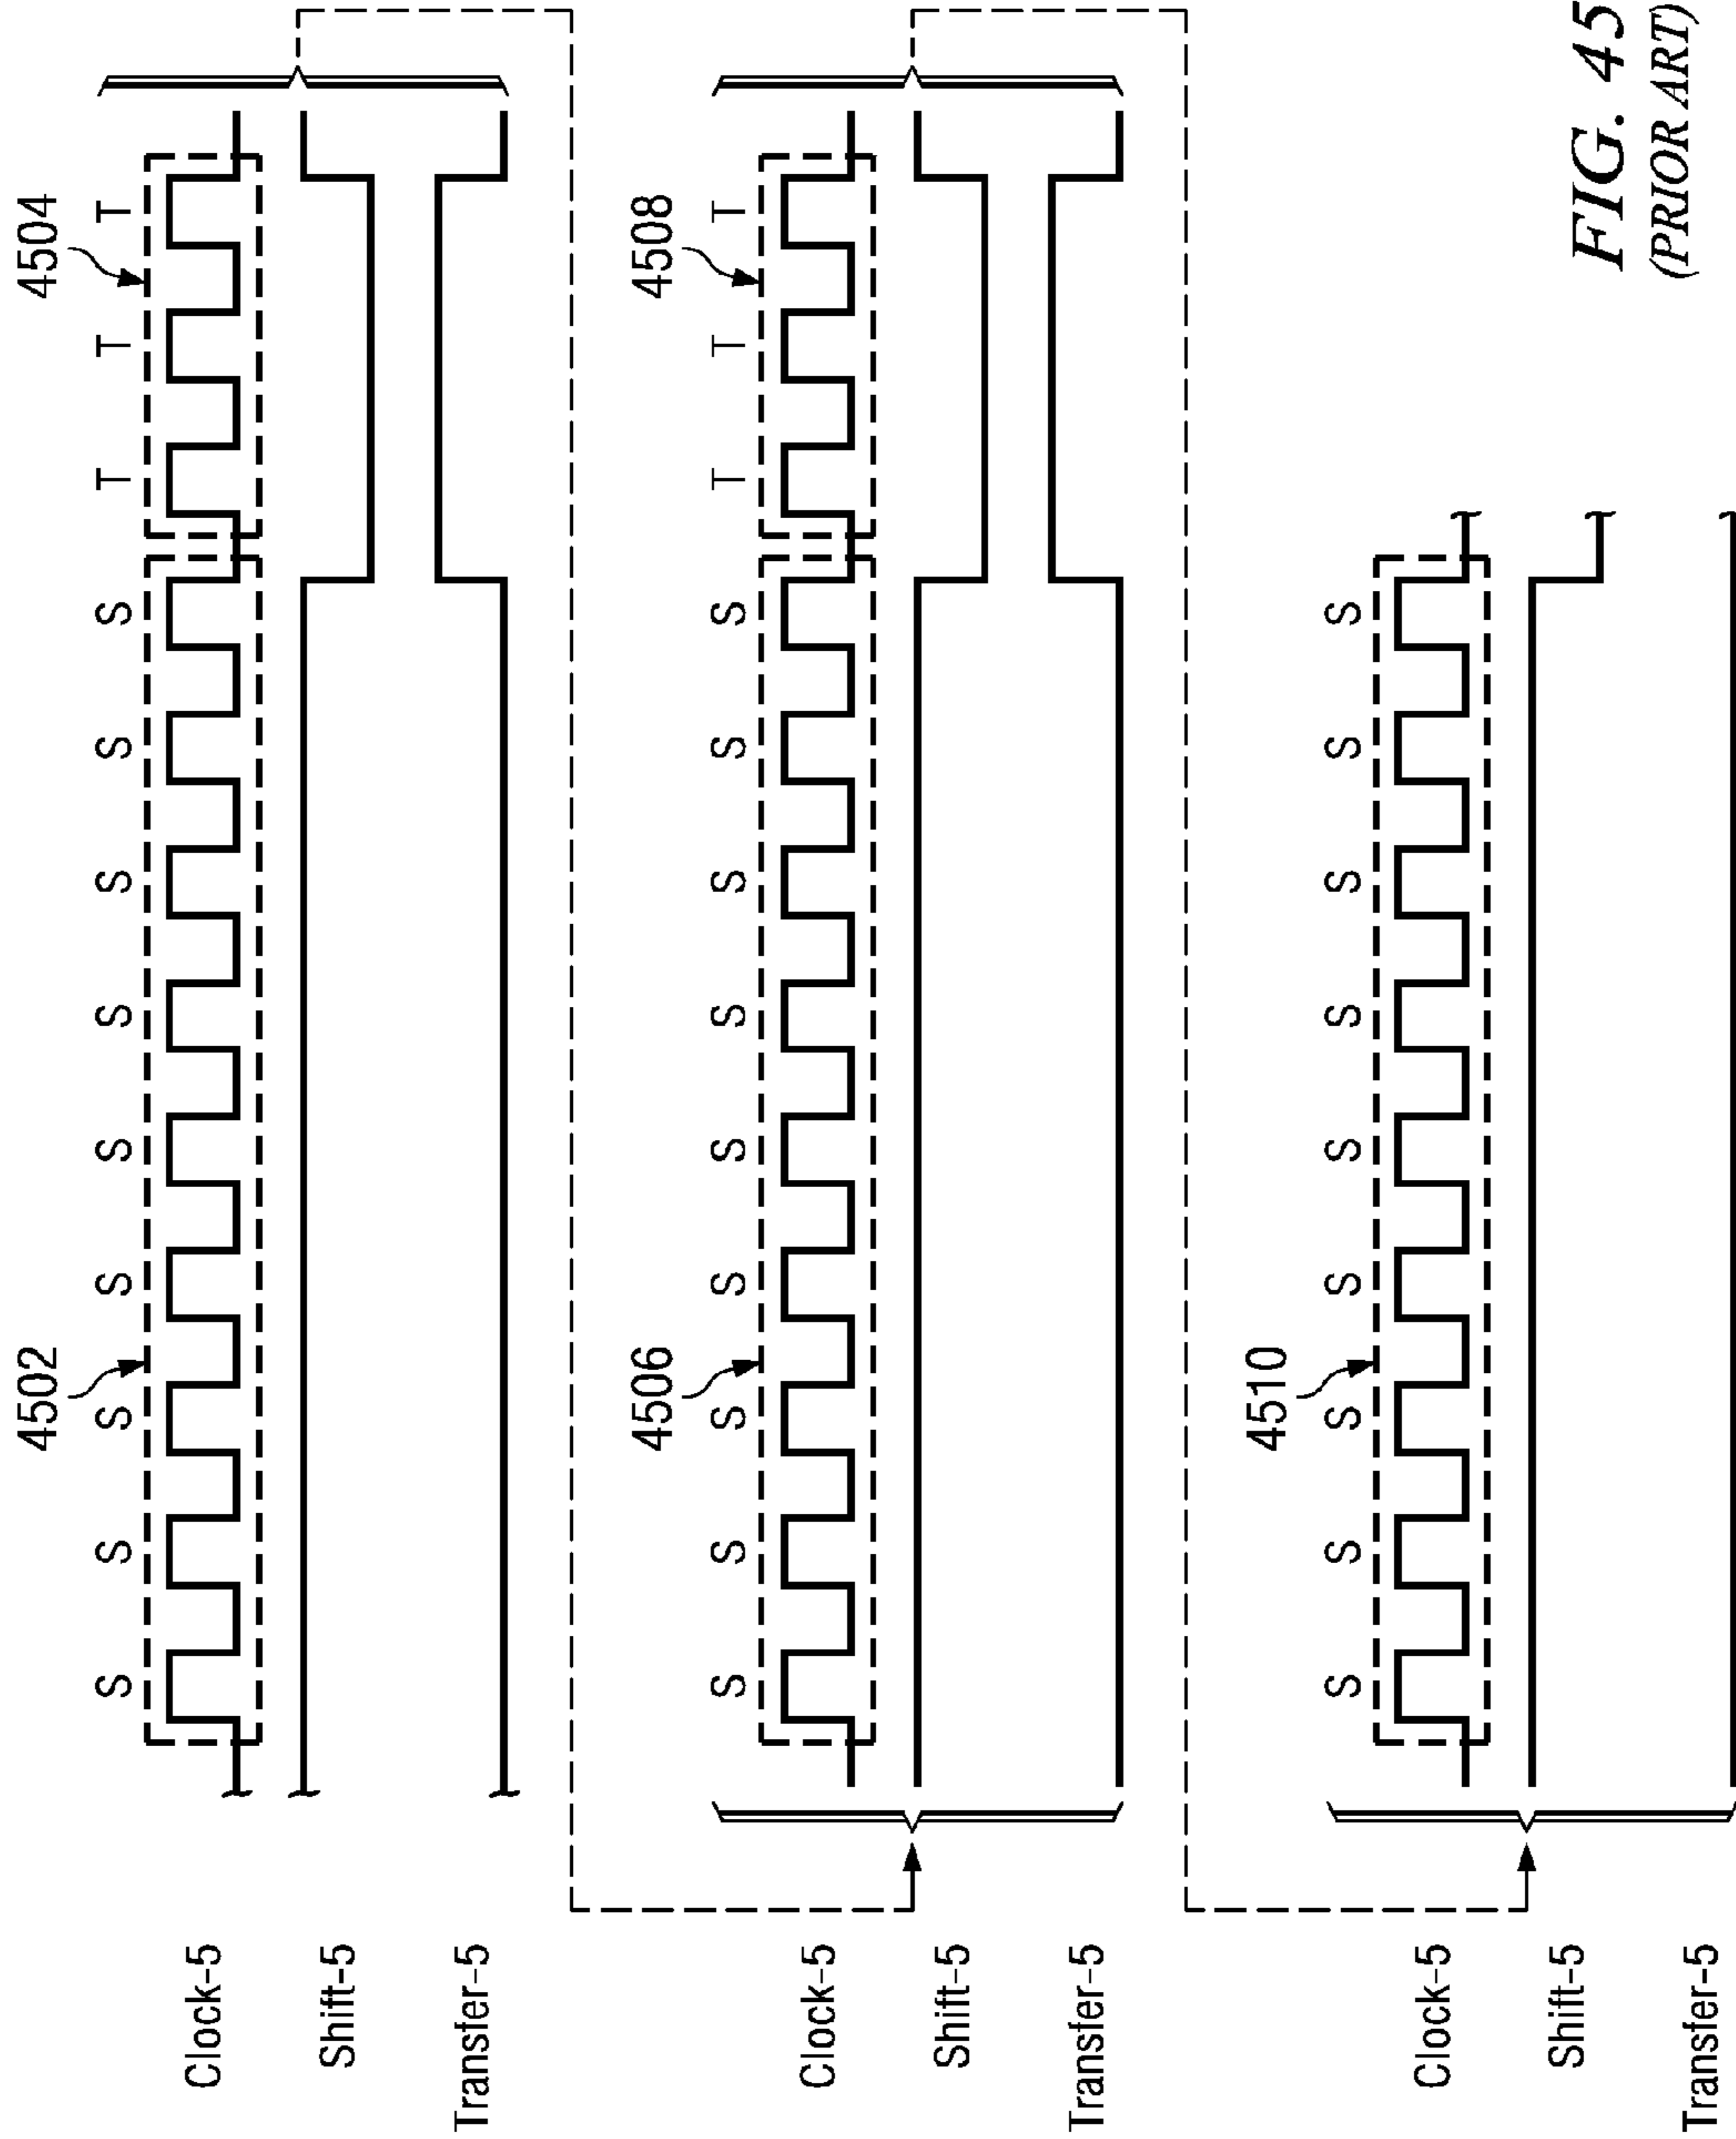 4502 4504
S S S S S S S S S T T T
Clock-5
Shift-5
Transfer-5
4506 4508
S S S S S S S S S T T T
Clock-5
Shift-5
Transfer-5
4510
S S S S S S S S S
Clock-5
Shift-5
Transfer-5
FIG. 45
(PRIOR ART)